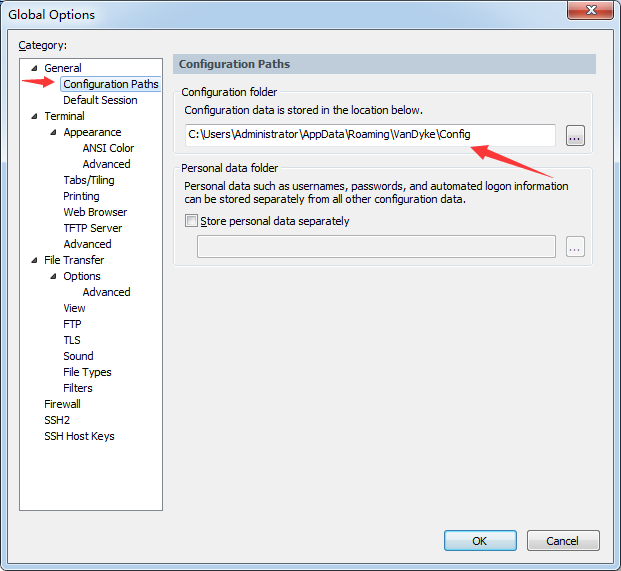 Global Options
Category:
General
Configuration Paths
Default Session
Terminal
Appearance
ANSI Color
Advanced
Tabs/Tiling
Printing
Web Browser
TFTP Server
Advanced
File Transfer
Options
Advanced
View
FTP
TLS
Sound
File Types
Filters
Firewall
SSH2
SSH Host Keys
Configuration Paths
Configuration folder
Configuration data is stored in the location below.
C:\Users\Administrator\AppData\Roaming\VanDyke\Config
...
Personal data folder
Personal data such as usernames, passwords, and automated logon information
can be stored separately from all other configuration data.
Store personal data separately
...
OK
Cancel